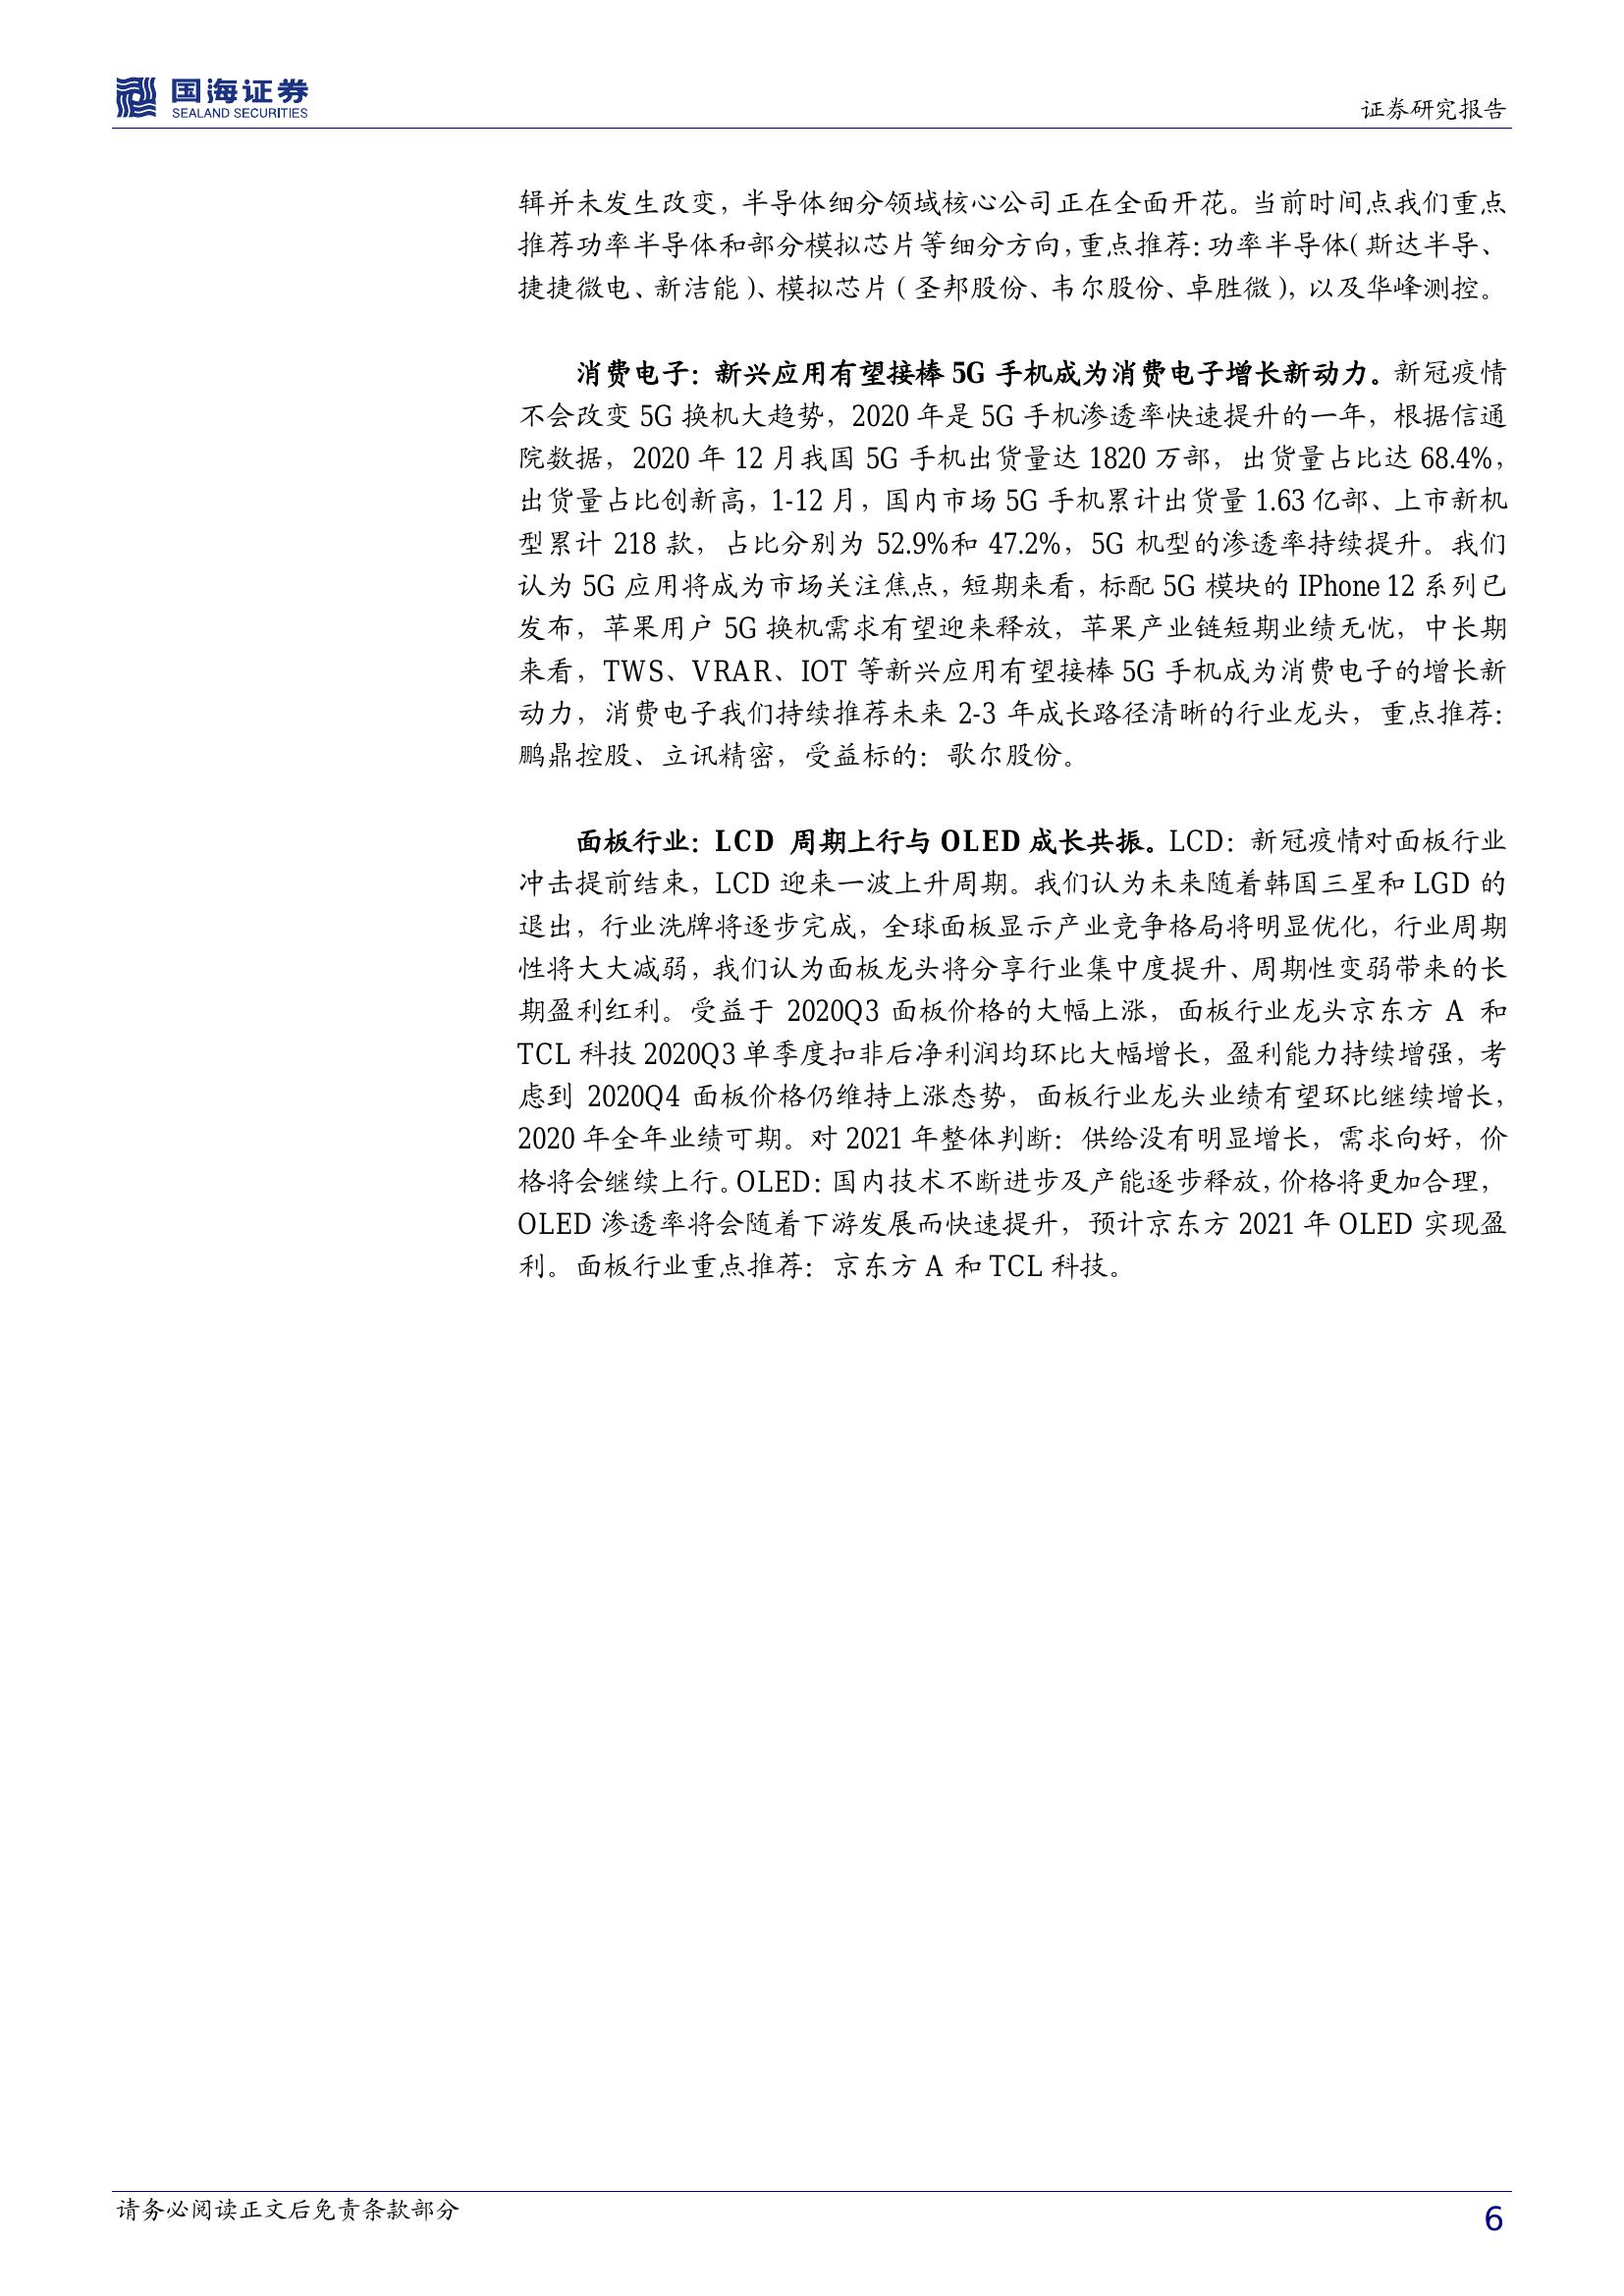 国海证券
SEALAND SECURITIES
证券研究报告
辑并未发生改变，半导体细分领域核心公司正在全面开花。当前时间点我们重点
推荐功率半导体和部分模拟芯片等细分方向，重点推荐：功率半导体（斯达半导、
捷捷微电、新洁能）、模拟芯片（圣邦股份、韦尔股份、卓胜微），以及华峰测控。
消费电子：新兴应用有望接棒 5G 手机成为消费电子增长新动力。新冠疫情
不会改变 5G 换机大趋势，2020 年是 5G 手机渗透率快速提升的一年，根据信通
院数据，2020 年 12 月我国 5G 手机出货量达 1820 万部，出货量占比达 68.4%，
出货量占比创新高，1-12 月，国内市场 5G 手机累计出货量 1.63 亿部、上市新机
型累计 218 款，占比分别为 52.9%和 47.2%，5G 机型的渗透率持续提升。我们
认为 5G 应用将成为市场关注焦点，短期来看，标配 5G 模块的 IPhone 12 系列已
发布，苹果用户 5G 换机需求有望迎来释放，苹果产业链短期业绩无忧，中长期
来看，TWS、VRAR、IOT 等新兴应用有望接棒 5G 手机成为消费电子的增长新
动力，消费电子我们持续推荐未来 2-3 年成长路径清晰的行业龙头，重点推荐：
鹏鼎控股、立讯精密，受益标的：歌尔股份。
面板行业：LCD 周期上行与 OLED 成长共振。LCD：新冠疫情对面板行业
冲击提前结束，LCD 迎来一波上升周期。我们认为未来随着韩国三星和 LGD 的
退出，行业洗牌将逐步完成，全球面板显示产业竞争格局将明显优化，行业周期
性将大大减弱，我们认为面板龙头将分享行业集中度提升、周期性变弱带来的长
期盈利红利。受益于 2020Q3 面板价格的大幅上涨，面板行业龙头京东方 A 和
TCL 科技 2020Q3 单季度扣非后净利润均环比大幅增长，盈利能力持续增强，考
虑到 2020Q4 面板价格仍维持上涨态势，面板行业龙头业绩有望环比继续增长，
2020 年全年业绩可期。对 2021 年整体判断：供给没有明显增长，需求向好，价
格将会继续上行。OLED：国内技术不断进步及产能逐步释放，价格将更加合理，
OLED 渗透率将会随着下游发展而快速提升，预计京东方 2021 年 OLED 实现盈
利。面板行业重点推荐：京东方 A 和 TCL 科技。
请务必阅读正文后免责条款部分
6